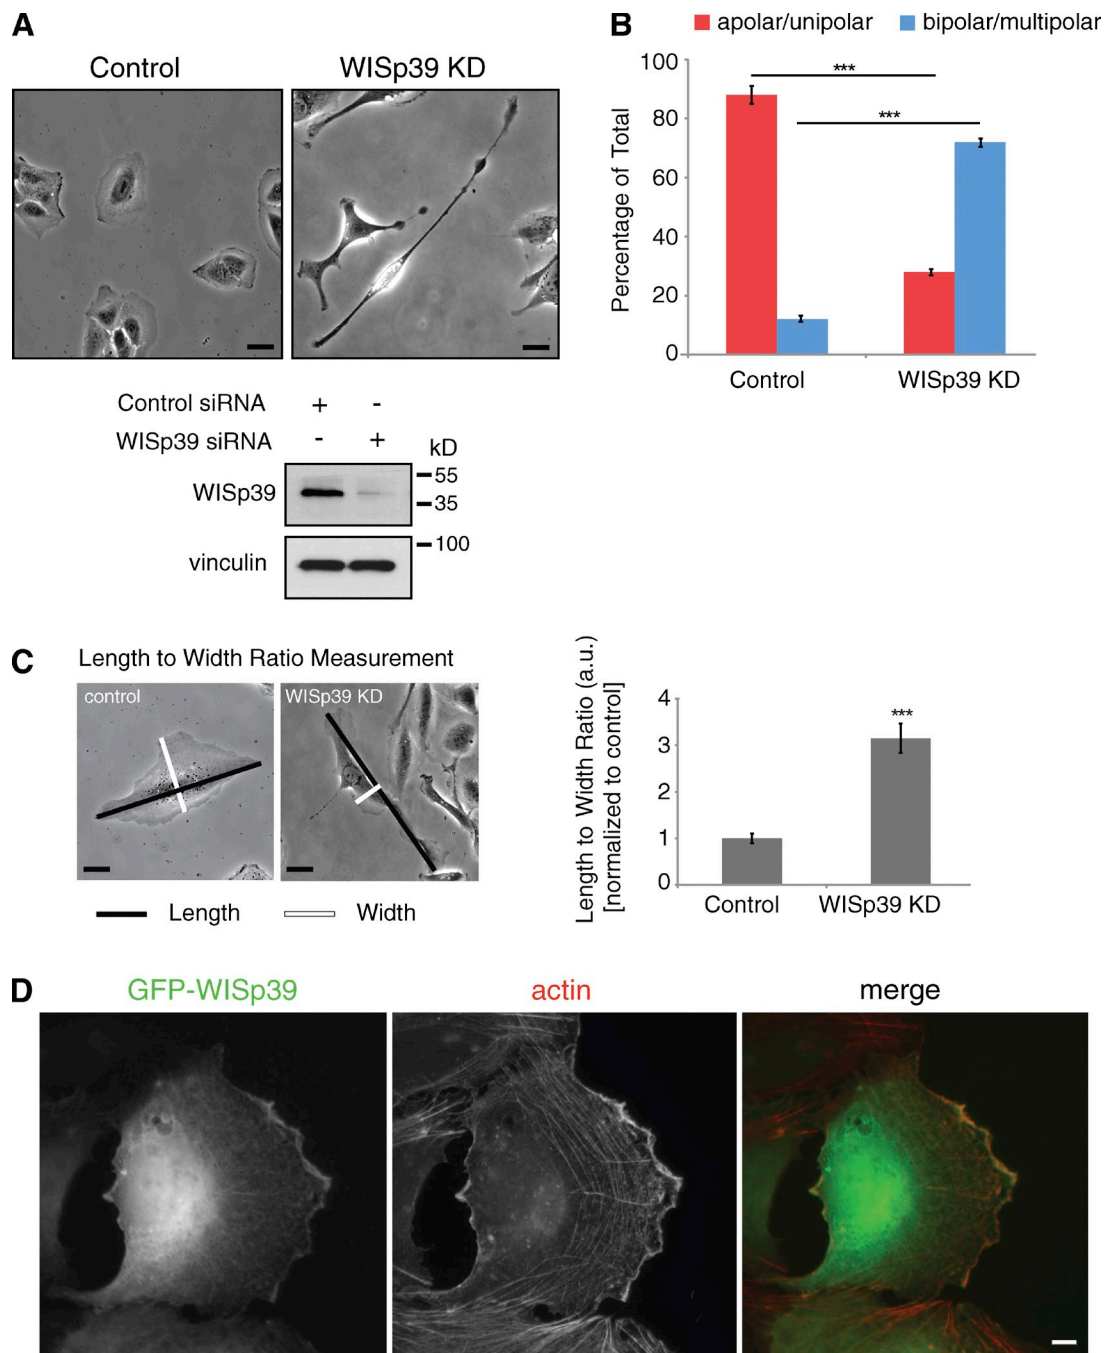 A
Control
WISp39 KD
Control siRNA + -
WISp39 siRNA - + kD
WISp39
55
35
vinculin
100
B
apolar/unipolar
bipolar/multipolar
***
***
Percentage of Total
100
80
60
40
20
0
Control
WISp39 KD
C
Length to Width Ratio Measurement
control
WISp39 KD
Length
Width
Length to Width Ratio (a.u.)
[normalized to control]
4
3
2
1
0
***
Control
WISp39 KD
D
GFP-WISp39
actin
merge